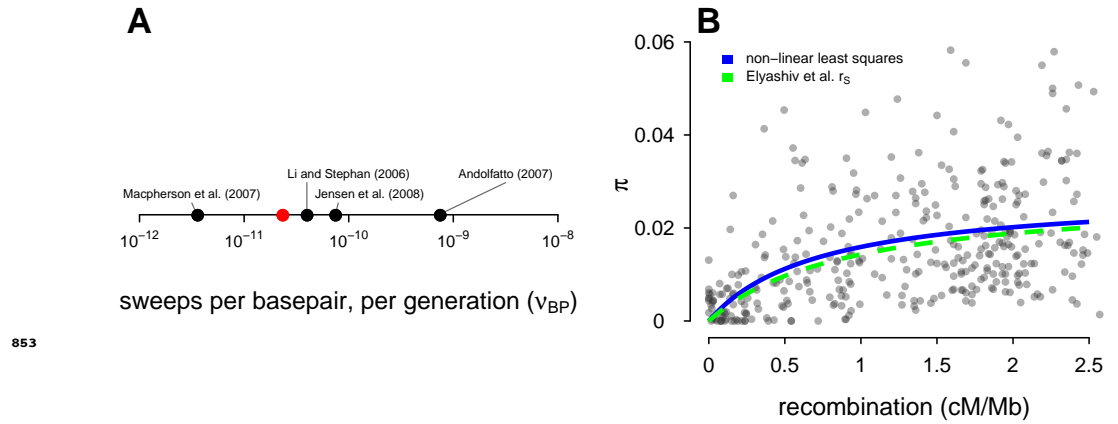 A
Macpherson et al. (2007)
Li and Stephan (2006)
Jensen et al. (2008)
Andolfatto (2007)
10⁻¹² 10⁻¹¹ 10⁻¹⁰ 10⁻⁹ 10⁻⁸
sweeps per basepair, per generation (νBP)
853
B
non−linear least squares
Elyashiv et al. rS
π
0.06
0.04
0.02
0
0 0.5 1 1.5 2 2.5
recombination (cM/Mb)